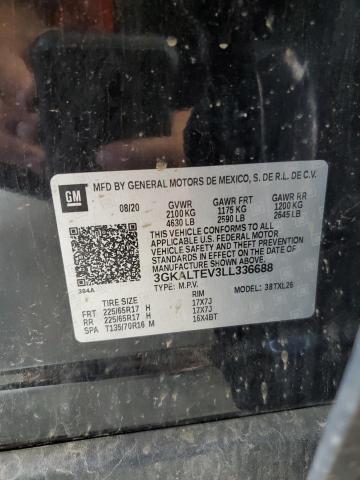 GM
MFD BY GENERAL MOTORS DE MEXICO, S. DE R.L. DE C.V.
08/20 GVWR GAWR FRT GAWR RR
2100 KG 1175 KG 1200 KG
4630 LB 2590 LB 2645 LB
THIS VEHICLE CONFORMS TO ALL
APPLICABLE U.S. FEDERAL MOTOR VEHICLE
SAFETY, BUMPER, AND THEFT PREVENTION
STANDARDS IN EFFECT ON THE DATE OF
MANUFACTURE SHOWN ABOVE.
3GKALTEV3LL336688
384A TYPE: M.P.V. MODEL: 38TXL26
TIRE SIZE RIM
FRT 225/65R17 H 17X7J
RR 225/65R17 H 17X7J
SPA T135/70R16 M 16X4BT